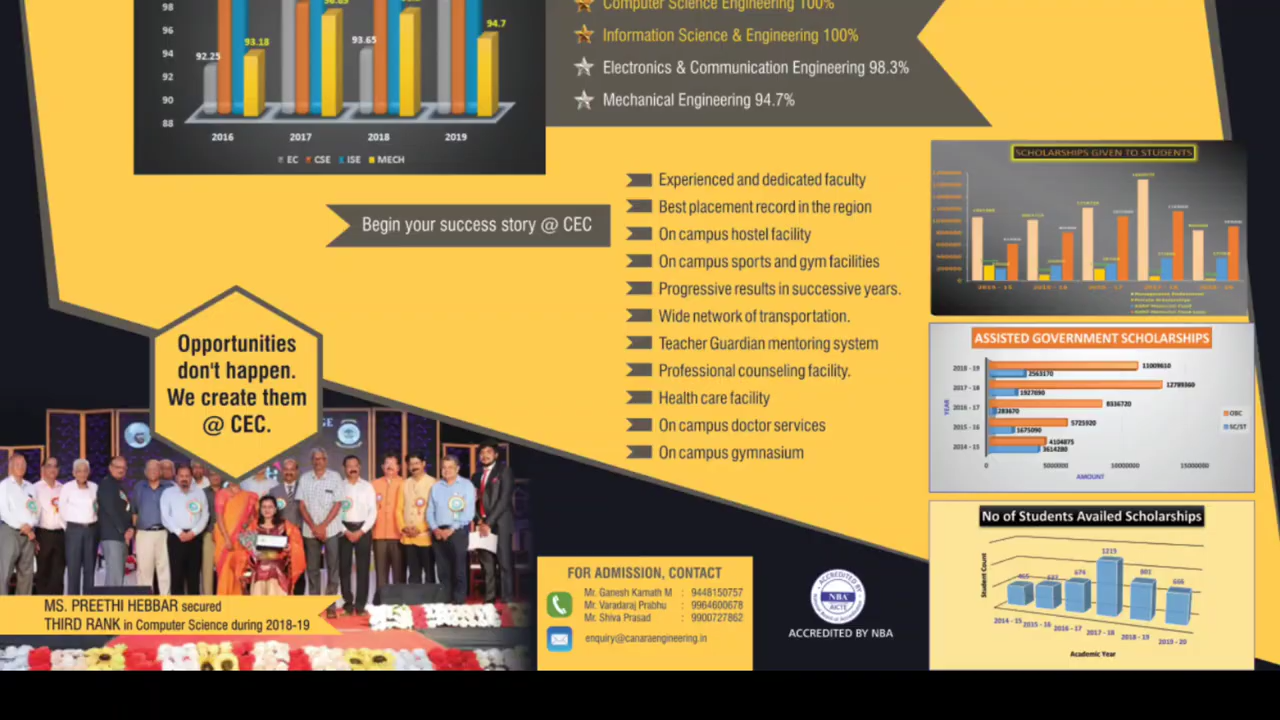 Computer Science Engineering 100%
Information Science & Engineering 100%
Electronics & Communication Engineering 98.3%
Mechanical Engineering 94.7%
98
96
94
92
90
88
92.25
93.18
93.65
94.7
2016
2017
2018
2019
EC
CSE
ISE
MECH
Begin your success story @ CEC
Experienced and dedicated faculty
Best placement record in the region
On campus hostel facility
On campus sports and gym facilities
Progressive results in successive years.
Wide network of transportation.
Teacher Guardian mentoring system
Professional counseling facility.
Health care facility
On campus doctor services
On campus gymnasium
Opportunities
don't happen.
We create them
@ CEC.
MS. PREETHI HEBBAR secured
THIRD RANK in Computer Science during 2018-19
FOR ADMISSION, CONTACT
Mr. Ganesh Kamath M : 9448150757
Mr. Varadaraj Prabhu : 9964600678
Mr. Shiva Prasad : 9900727862
enquiry@canaraengineering.in
ACCREDITED BY
NBA
AICTE
ACCREDITED BY NBA
SCHOLARSHIPS GIVEN TO STUDENTS
ASSISTED GOVERNMENT SCHOLARSHIPS
YEAR
2018 - 19
11009610
2563170
2017 - 18
12789360
1927690
2016 - 17
8336720
283670
2015 - 16
5725920
1675090
2014 - 15
4104875
3614280
OBC
SC/ST
0
5000000
10000000
15000000
AMOUNT
No of Students Availed Scholarships
Student Count
674
1215
801
666
2014 - 15
2015 - 16
2016 - 17
2017 - 18
2018 - 19
2019 - 20
Academic Year